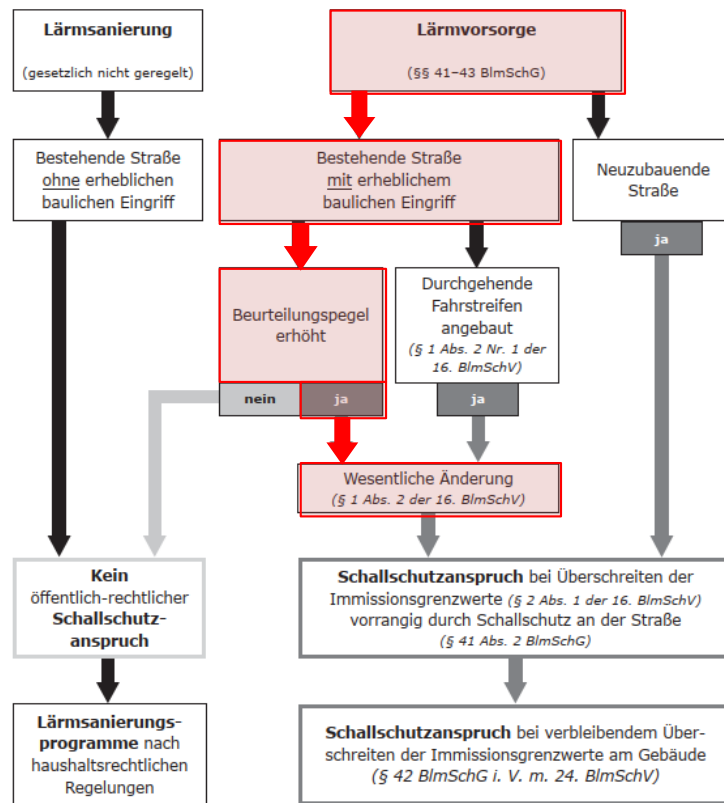 Lärmsanierung
(gesetzlich nicht geregelt)
Lärmvorsorge
(§§ 41–43 BImSchG)
Bestehende Straße
ohne erheblichen
baulichen Eingriff
Bestehende Straße
mit erheblichem
baulichen Eingriff
Neuzubauende
Straße
ja
Beurteilungspegel
erhöht
nein
ja
Durchgehende
Fahrstreifen
angebaut
(§ 1 Abs. 2 Nr. 1 der
16. BImSchV)
ja
Wesentliche Änderung
(§ 1 Abs. 2 der 16. BImSchV)
Kein
öffentlich-rechtlicher
Schallschutz-
anspruch
Schallschutzanspruch bei Überschreiten der
Immissionsgrenzwerte (§ 2 Abs. 1 der 16. BImSchV)
vorrangig durch Schallschutz an der Straße
(§ 41 Abs. 2 BImSchG)
Lärmsanierungs-
programme nach
haushaltsrechtlichen
Regelungen
Schallschutzanspruch bei verbleibendem Über-
schreiten der Immissionsgrenzwerte am Gebäude
(§ 42 BImSchG i. V. m. 24. BImSchV)